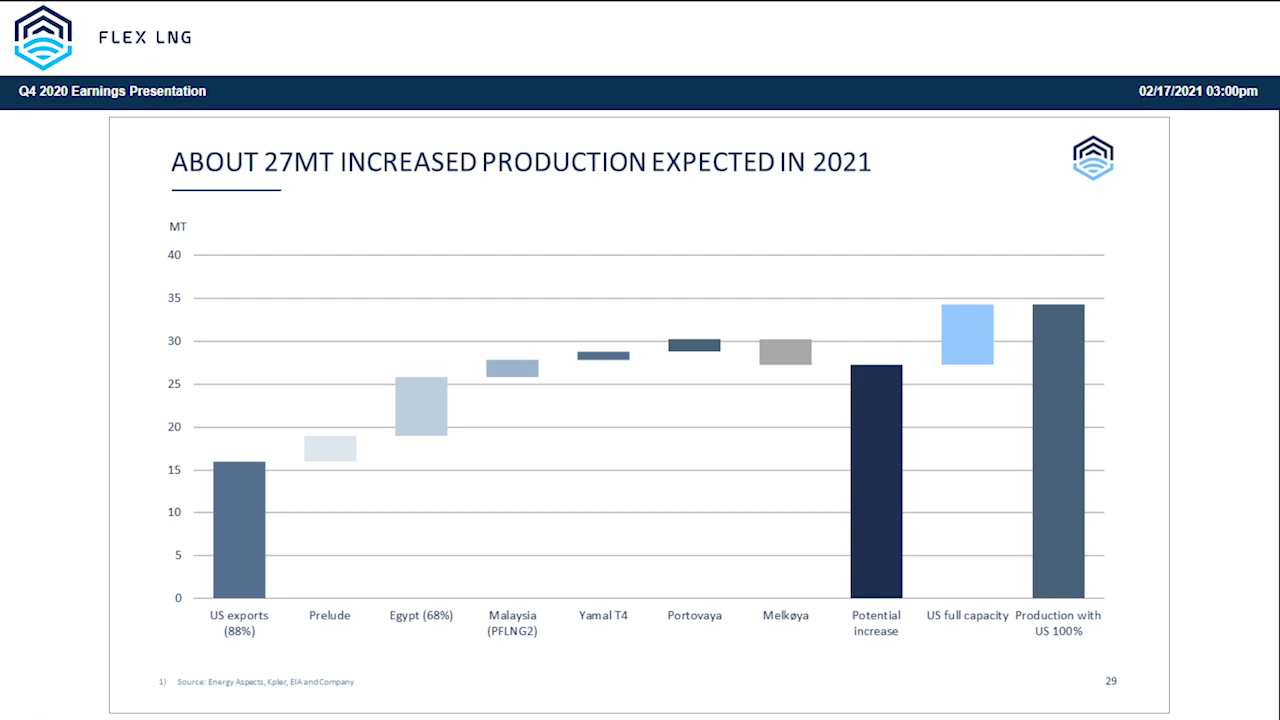 FLEX LNG
Q4 2020 Earnings Presentation 02/17/2021 03:00pm
ABOUT 27MT INCREASED PRODUCTION EXPECTED IN 2021
MT
40
35
30
25
20
15
10
5
0
US exports Prelude Egypt (68%) Malaysia Yamal T4 Portovaya Melkøya Potential US full capacity Production with
(88%) (PFLNG2) increase US 100%
1) Source: Energy Aspects, Kpler, EIA and Company
29